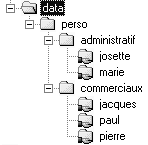 data
perso
administratif
josette
marie
commerciaux
jacques
paul
pierre